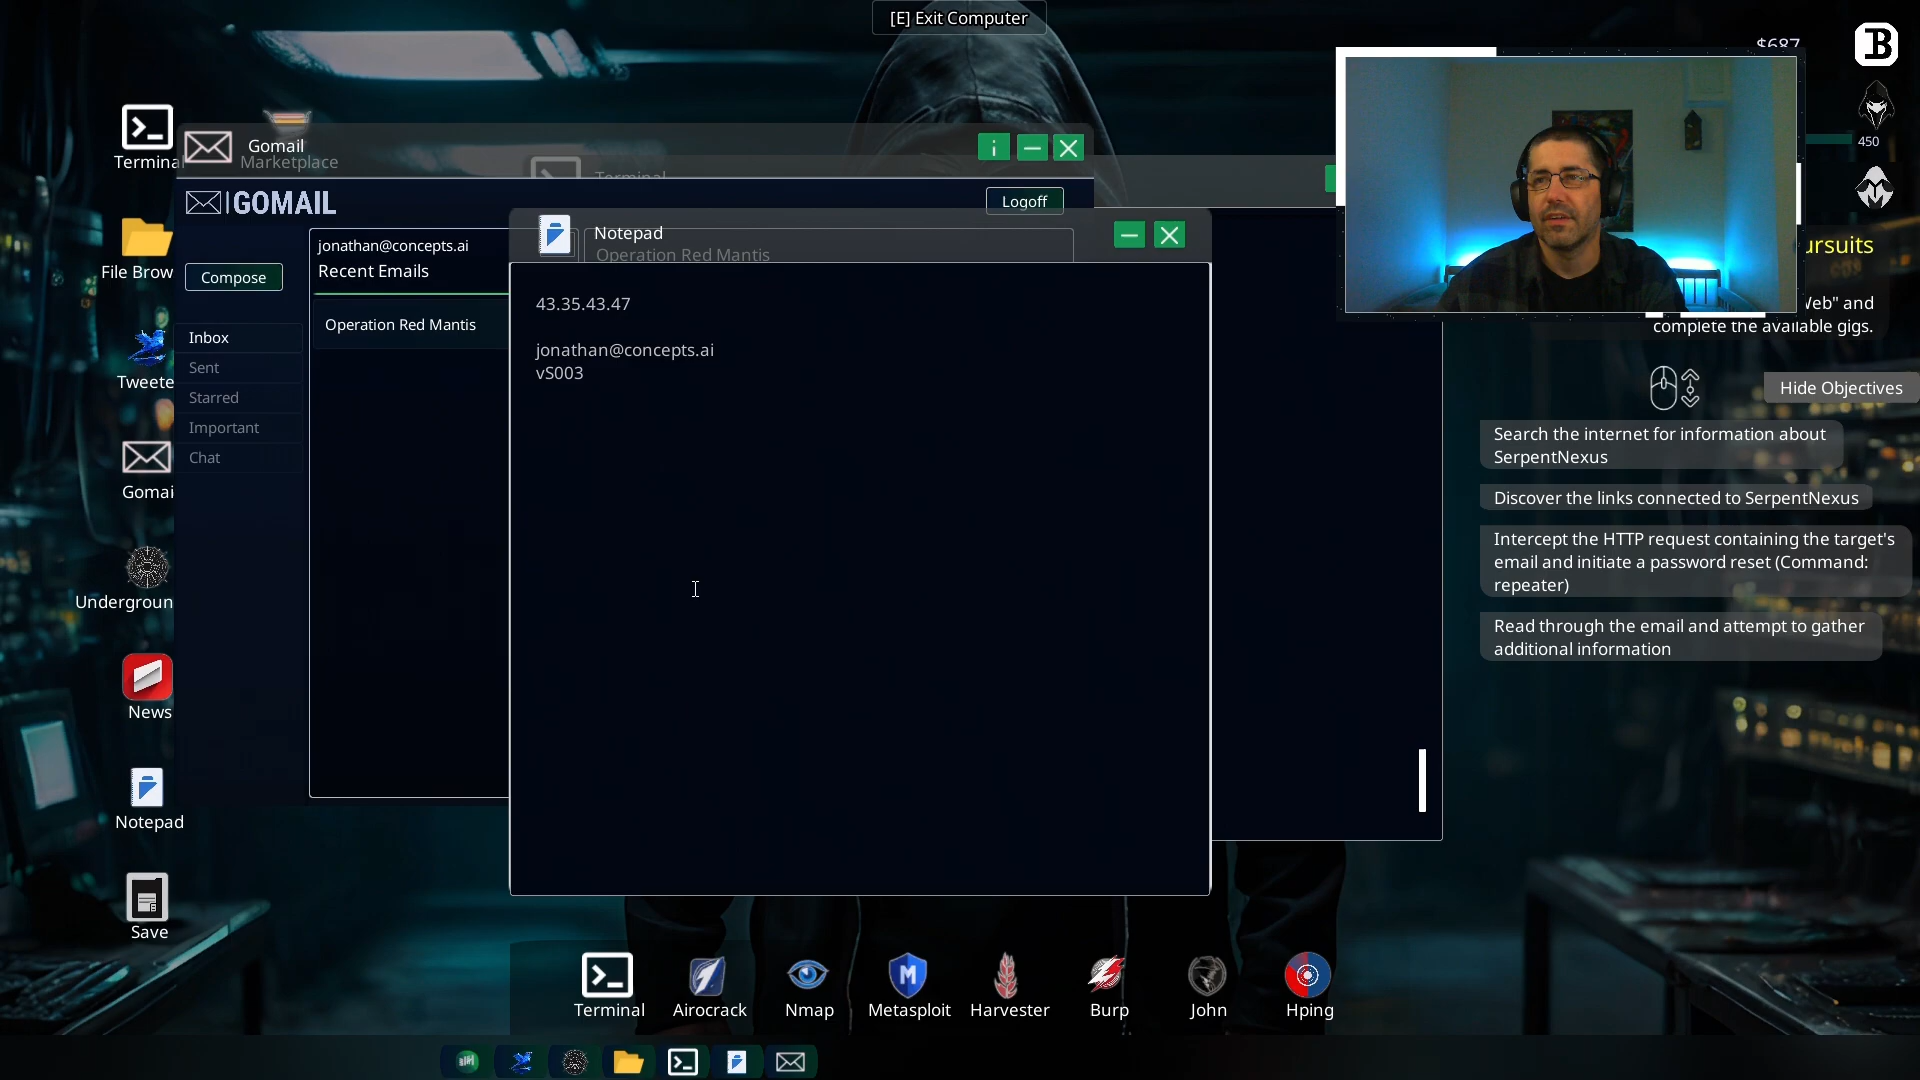 [E] Exit Computer
$687
B
450
Terminal
Gomail
Marketplace
Terminal
GOMAIL
Logoff
jonathan@concepts.ai
Recent Emails
Compose
Operation Red Mantis
Inbox
Sent
Starred
Important
Chat
Notepad
Operation Red Mantis
43.35.43.47
jonathan@concepts.ai
vS003
File Brow
Tweete
Gomai
Undergroun
News
Notepad
Save
ursuits
Web" and
complete the available gigs.
Hide Objectives
Search the internet for information about
SerpentNexus
Discover the links connected to SerpentNexus
Intercept the HTTP request containing the target's
email and initiate a password reset (Command:
repeater)
Read through the email and attempt to gather
additional information
Terminal
Aircrack
Nmap
Metasploit
Harvester
Burp
John
Hping